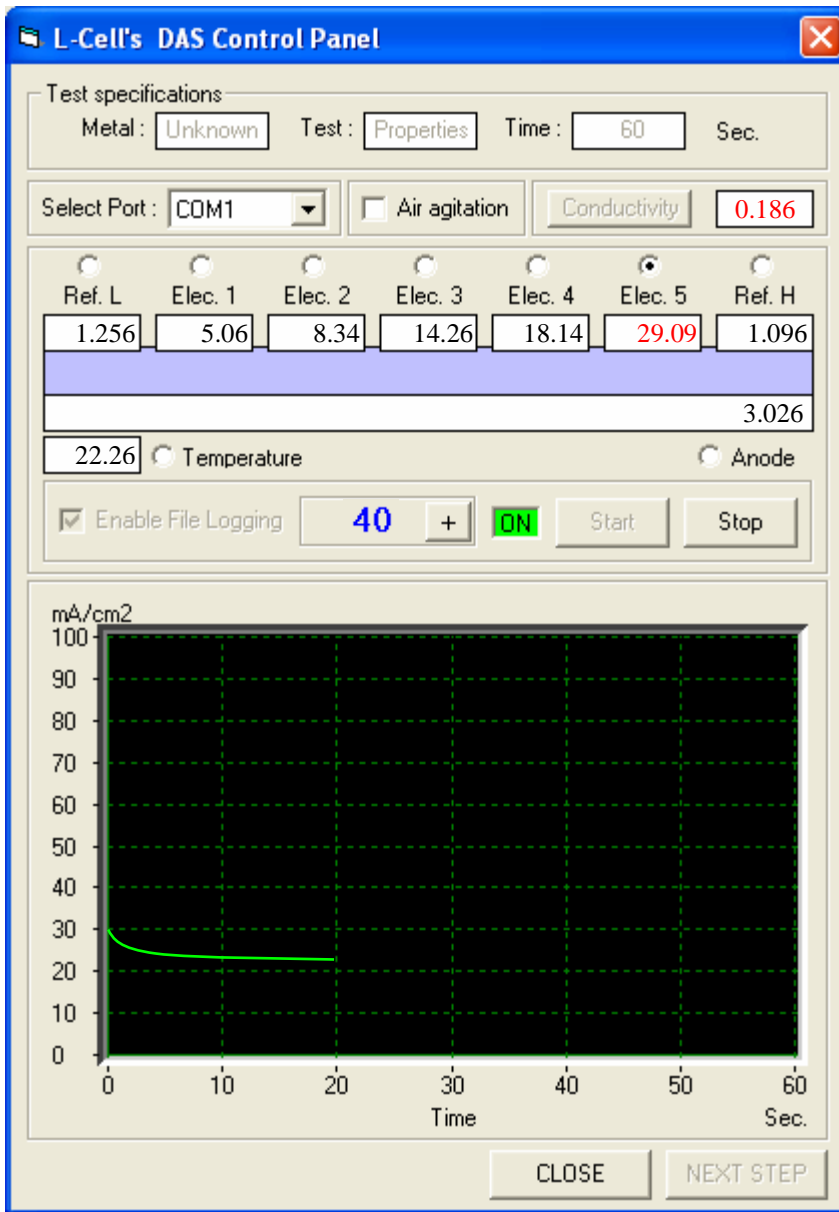 L-Cell's DAS Control Panel
Test specifications
Metal : Unknown Test : Properties Time : 60 Sec.
Select Port : COM1 Air agitation Conductivity 0.186
Ref. L Elec. 1 Elec. 2 Elec. 3 Elec. 4 Elec. 5 Ref. H
1.256 5.06 8.34 14.26 18.14 29.09 1.096
3.026
22.26 Temperature Anode
Enable File Logging 40 + ON Start Stop
mA/cm2
100
90
80
70
60
50
40
30
20
10
0
0 10 20 30 40 50 60
Time Sec.
CLOSE NEXT STEP